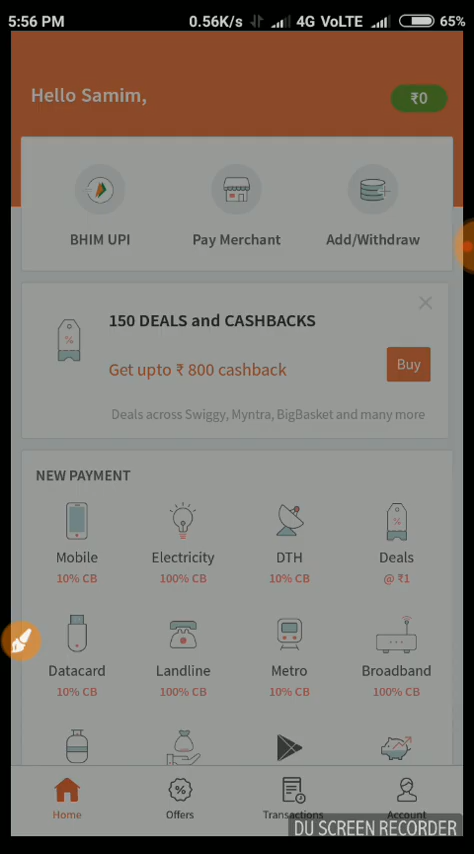 5:56 PM 0.56K/s 4G VoLTE 65%
Hello Samim,
₹0
BHIM UPI Pay Merchant Add/Withdraw
150 DEALS and CASHBACKS
Get upto ₹ 800 cashback
Buy
Deals across Swiggy, Myntra, BigBasket and many more
NEW PAYMENT
Mobile Electricity DTH Deals
10% CB 100% CB 10% CB @ ₹1
Datacard Landline Metro Broadband
10% CB 100% CB 10% CB 100% CB
Home Offers Transactions Account
DU SCREEN RECORDER